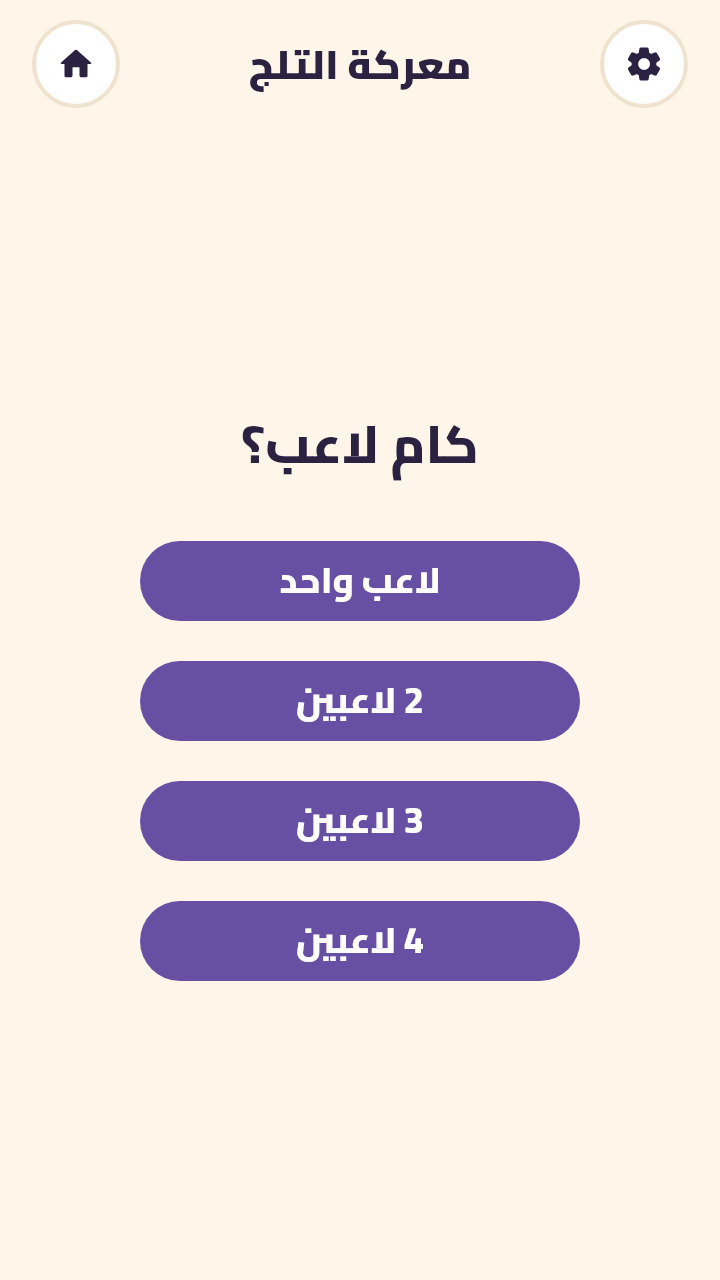 معركة التلج
كام لاعب؟
لاعب واحد
2 لاعبين
3 لاعبين
4 لاعبين